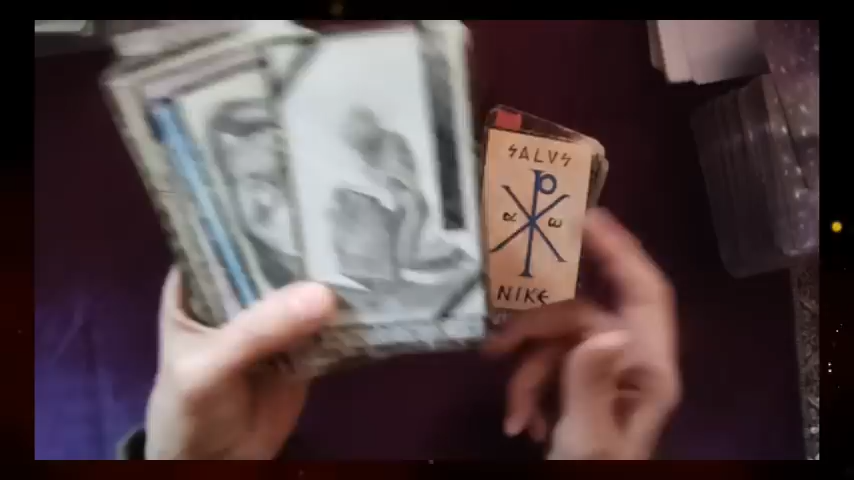 SALVS
α ω
NIKE